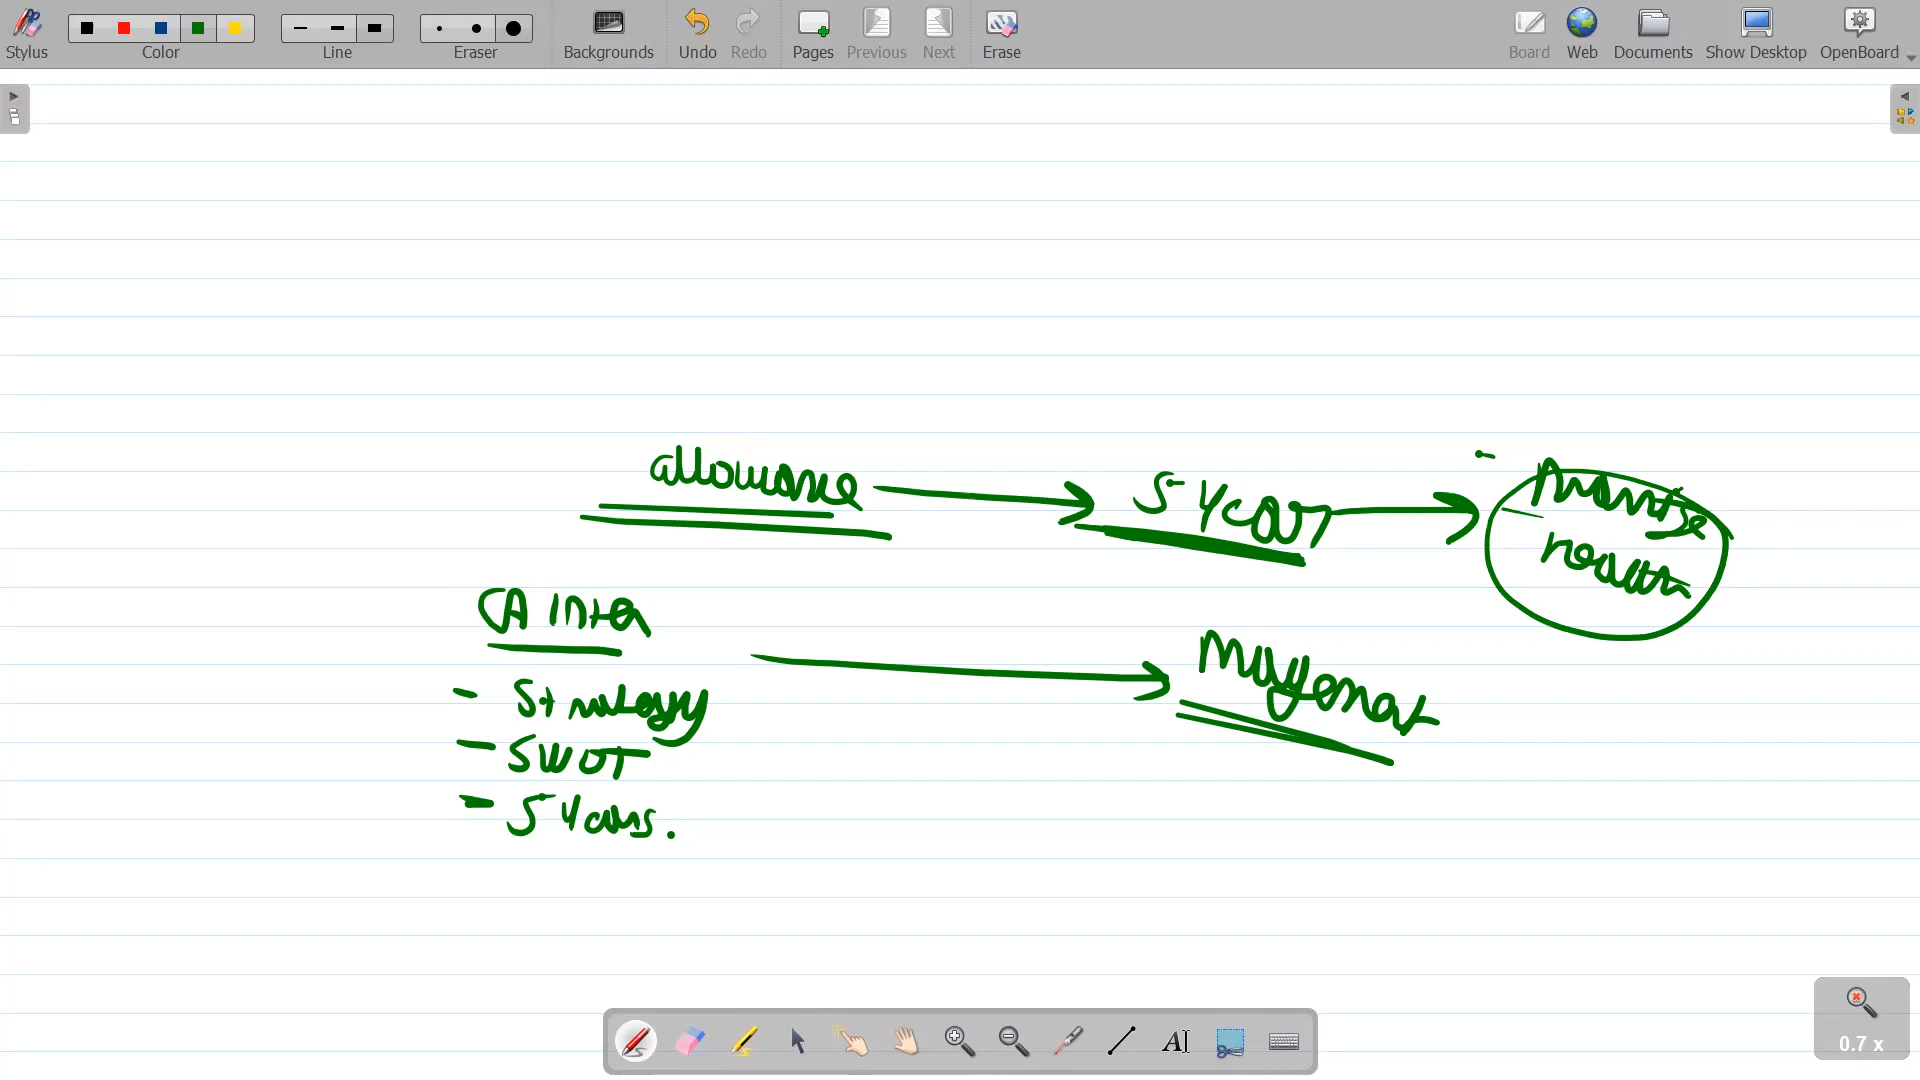 Stylus
Color
Line
Eraser
Backgrounds
Undo
Redo
Pages
Previous
Next
Erase
Board
Web
Documents
Show Desktop
OpenBoard
allowance
5 year
CA Inter
- Strategy
- SWOT
- 5 Years.
0.7 x